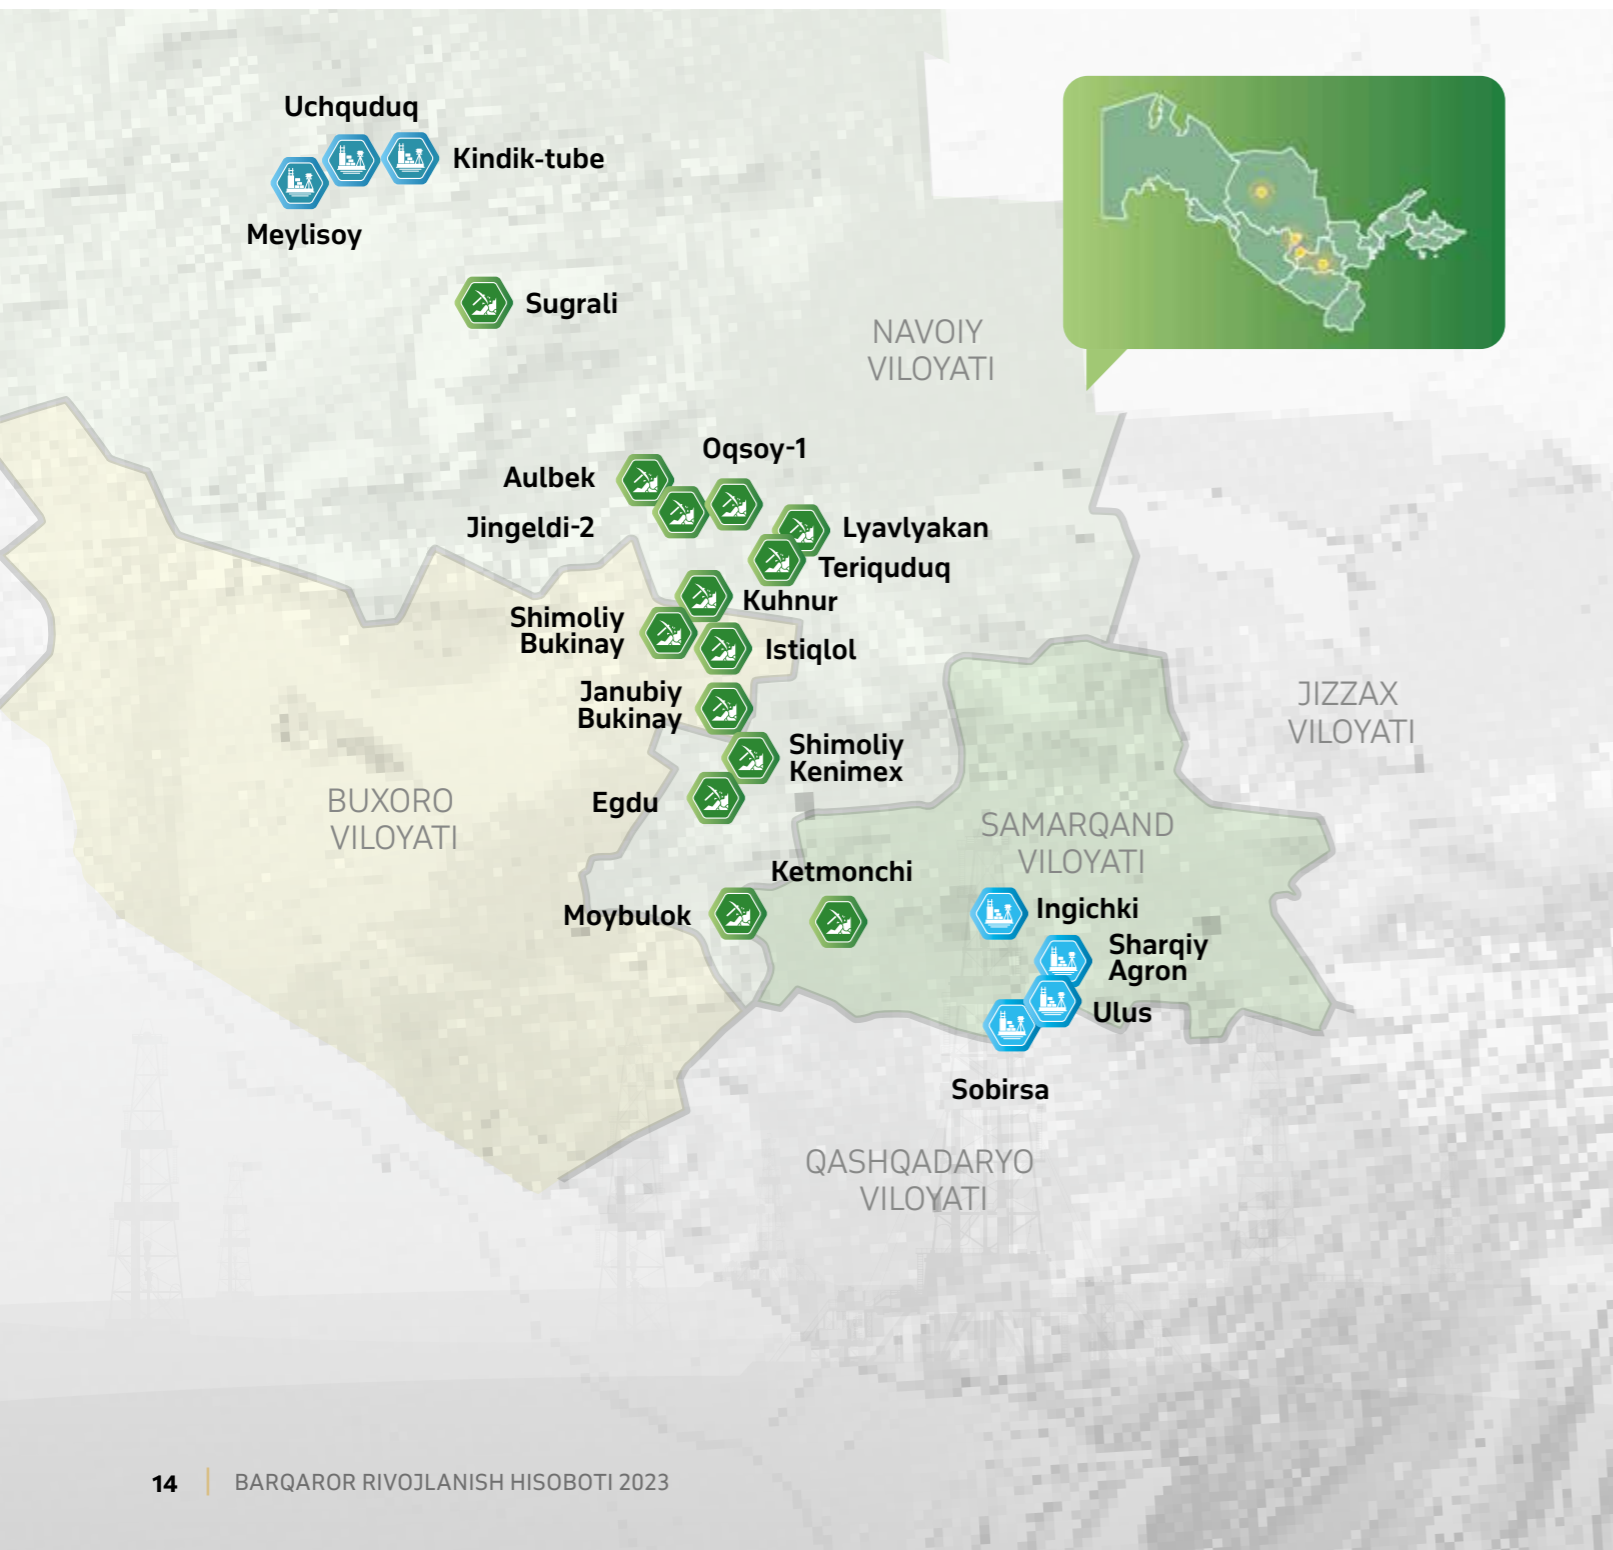 Uchquduq
Kindik-tube
Meylisoy
Sugrali
NAVOIY
VILOYATI
Oqsoy-1
Aulbek
Jingeldi-2
Lyavlyakan
Teriquduq
Kuhnur
Shimoliy
Bukinay
Istiqlol
Janubiy
Bukinay
JIZZAX
VILOYATI
Shimoliy
Kenimex
Egdu
BUXORO
VILOYATI
SAMARQAND
VILOYATI
Ketmonchi
Moybulok
Ingichki
Sharqiy
Agron
Ulus
Sobirsa
QASHQADARYO
VILOYATI
14 BARQAROR RIVOJLANISH HISOBOTI 2023